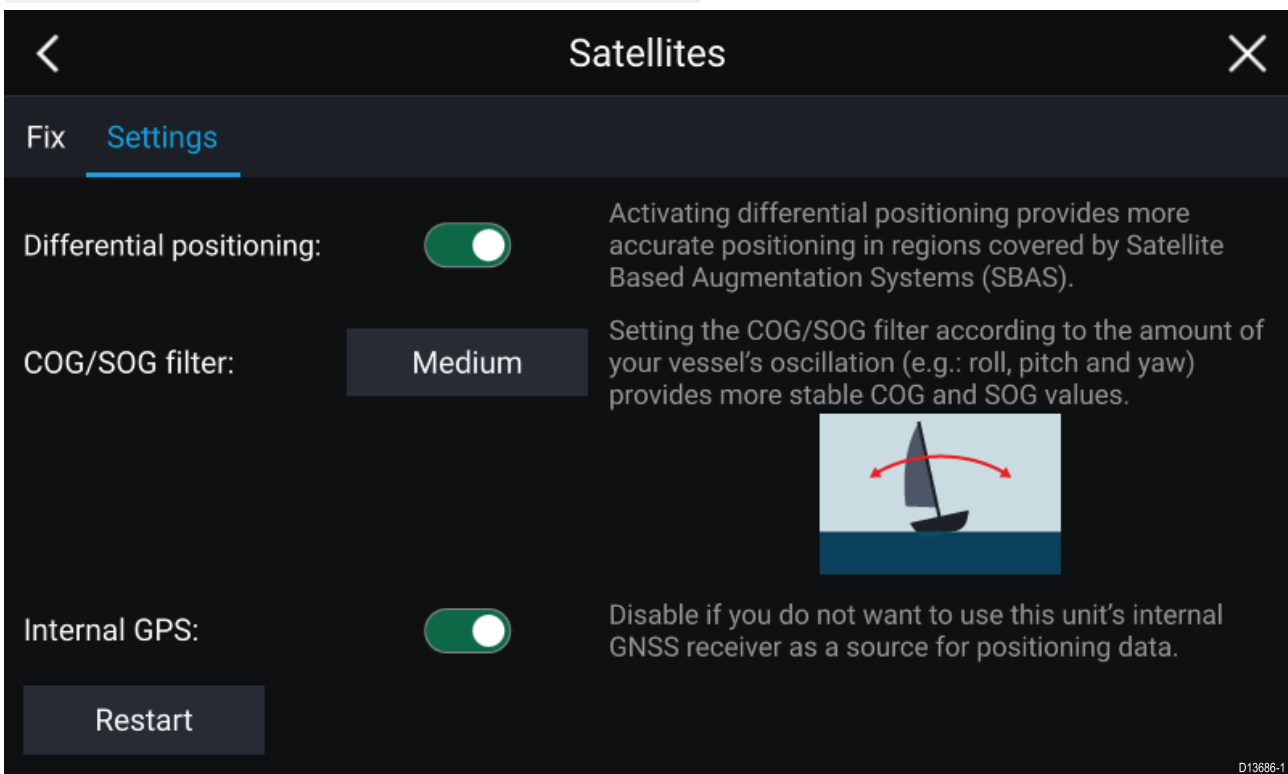 Satellites
Fix Settings
Differential positioning:
Activating differential positioning provides more
accurate positioning in regions covered by Satellite
Based Augmentation Systems (SBAS).
COG/SOG filter:
Medium
Setting the COG/SOG filter according to the amount of
your vessel’s oscillation (e.g.: roll, pitch and yaw)
provides more stable COG and SOG values.
Internal GPS:
Disable if you do not want to use this unit’s internal
GNSS receiver as a source for positioning data.
Restart
D13686-1